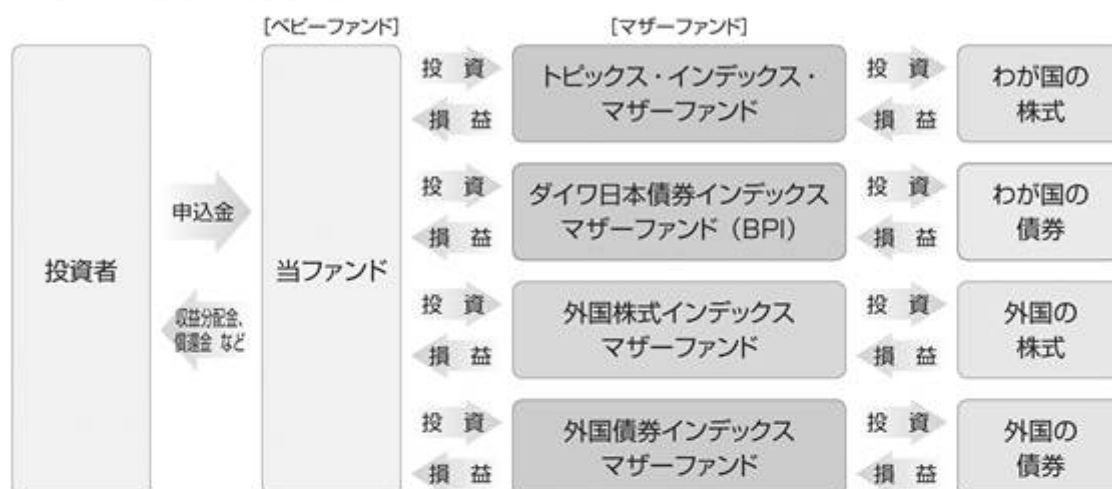 [ベビーファンド]
[マザーファンド]
投資者
申込金
収益分配金、
償還金 など
当ファンド
投 資
損 益
トピックス・インデックス・
マザーファンド
投 資
損 益
わが国の
株式
投 資
損 益
ダイワ日本債券インデックス
マザーファンド（BPI）
投 資
損 益
わが国の
債券
投 資
損 益
外国株式インデックス
マザーファンド
投 資
損 益
外国の
株式
投 資
損 益
外国債券インデックス
マザーファンド
投 資
損 益
外国の
債券